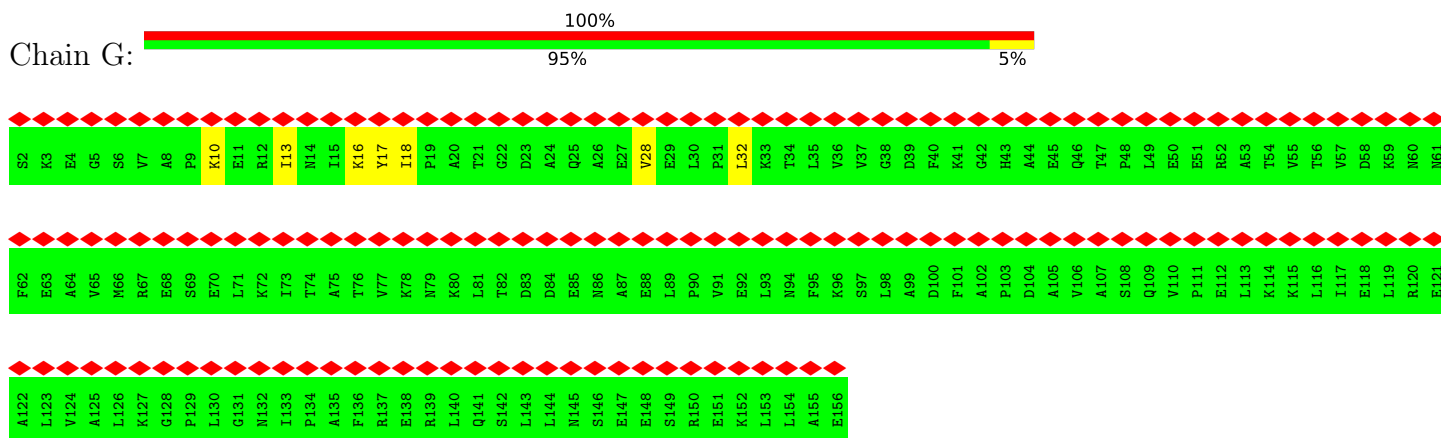 100%
Chain G:
95% 5%
S2 K3 E4 G5 S6 V7 A8 P9 K10 E11 R12 I13 N14 I15 K16 Y17 I18 P19 A20 T21 G22 D23 A24 Q25 A26 E27 V28 E29 L30 P31 L32 K33 T34 L35 V36 V37 G38 D39 F40 K41 G42 H43 A44 E45 Q46 T47 P48 L49 E50 E51 R52 A53 T54 V55 T56 V57 D58 K59 N60 N61
F62 E63 A64 V65 M66 R67 E68 S69 E70 L71 K72 I73 T74 A75 T76 V77 K78 N79 K80 L81 T82 D83 D84 E85 N86 A87 E88 L89 P90 V91 E92 L93 N94 F95 K96 S97 L98 A99 D100 F101 A102 P103 D104 A105 V106 A107 S108 Q109 V110 P111 E112 L113 K114 K115 L116 I117 E118 L119 R120 E121
A122 L123 V124 A125 L126 K127 G128 P129 L130 G131 N132 I133 P134 A135 F136 R137 E138 R139 L140 Q141 S142 L143 L144 N145 S146 E147 E148 S149 R150 E151 K152 L153 L154 A155 E156